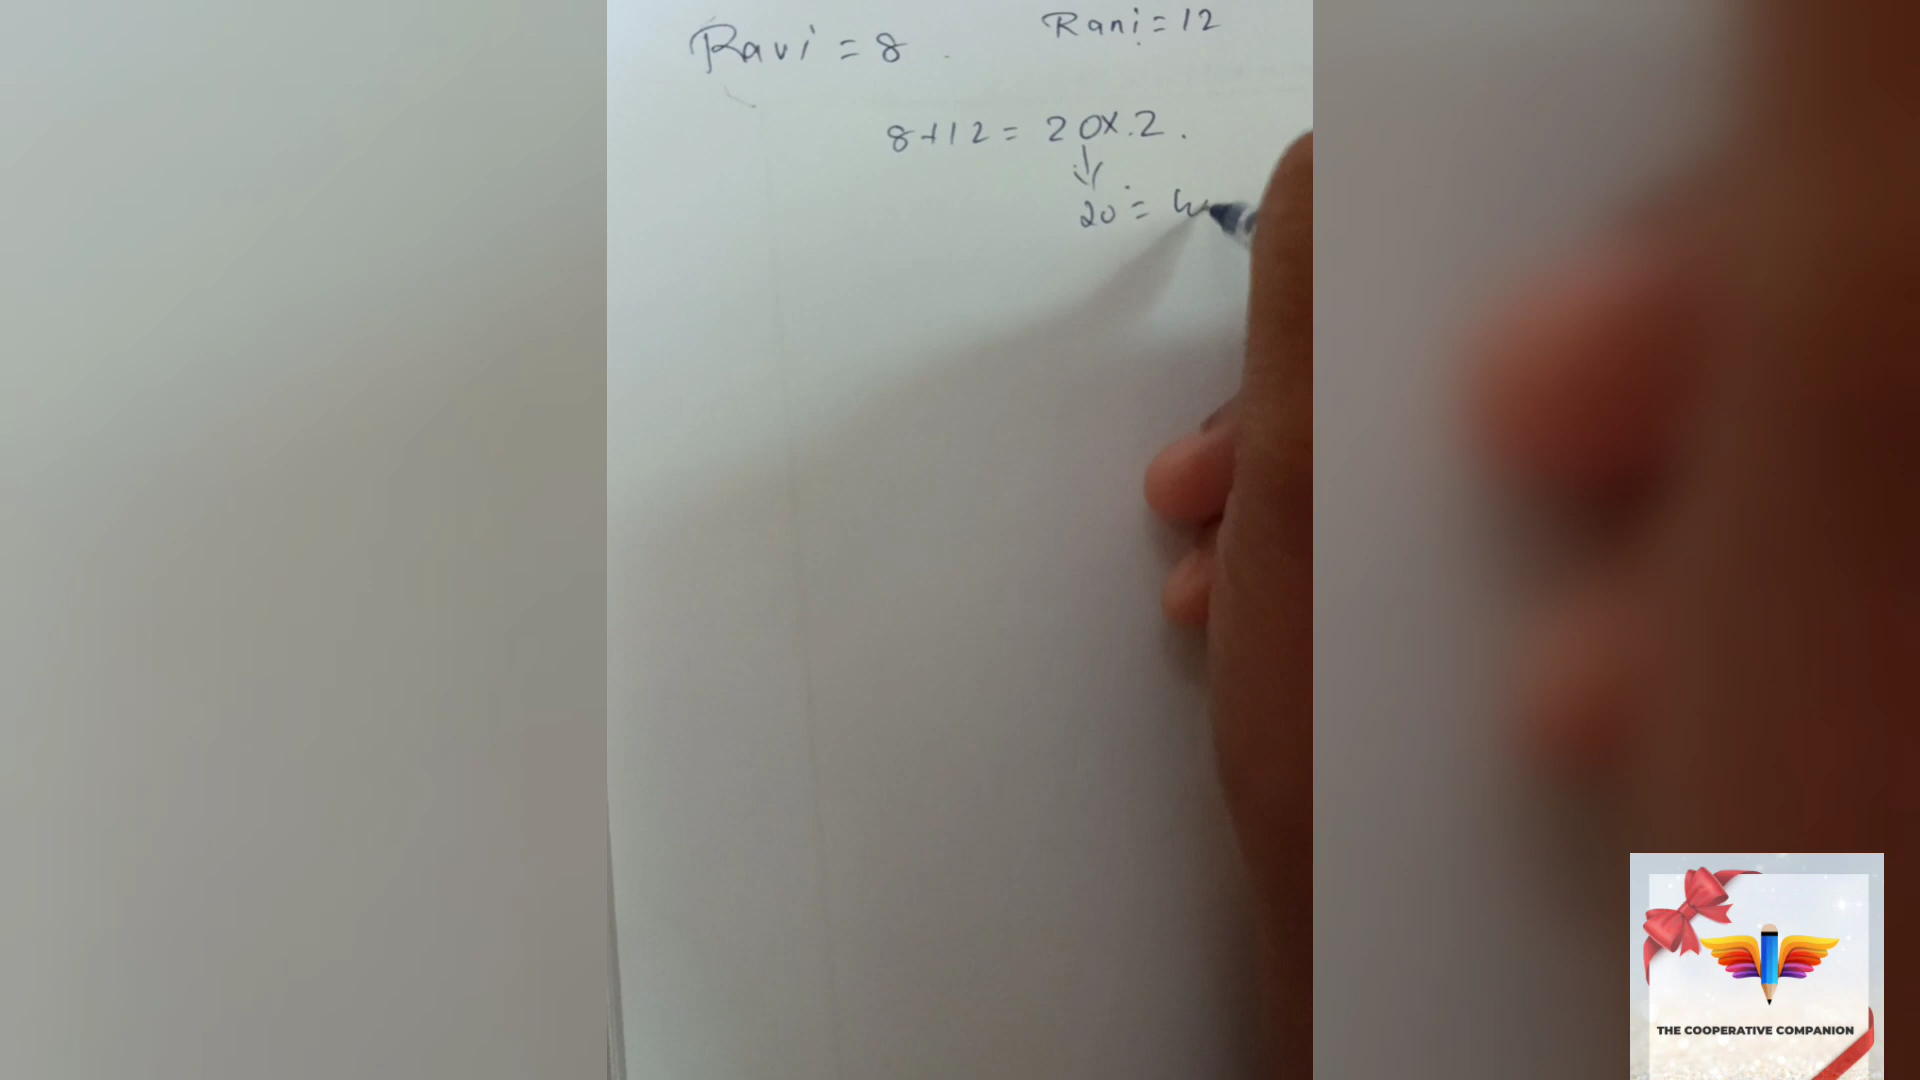 Ravi = 8 . Rani = 12
8+12 = 20x.2 .
20 =
THE COOPERATIVE COMPANION